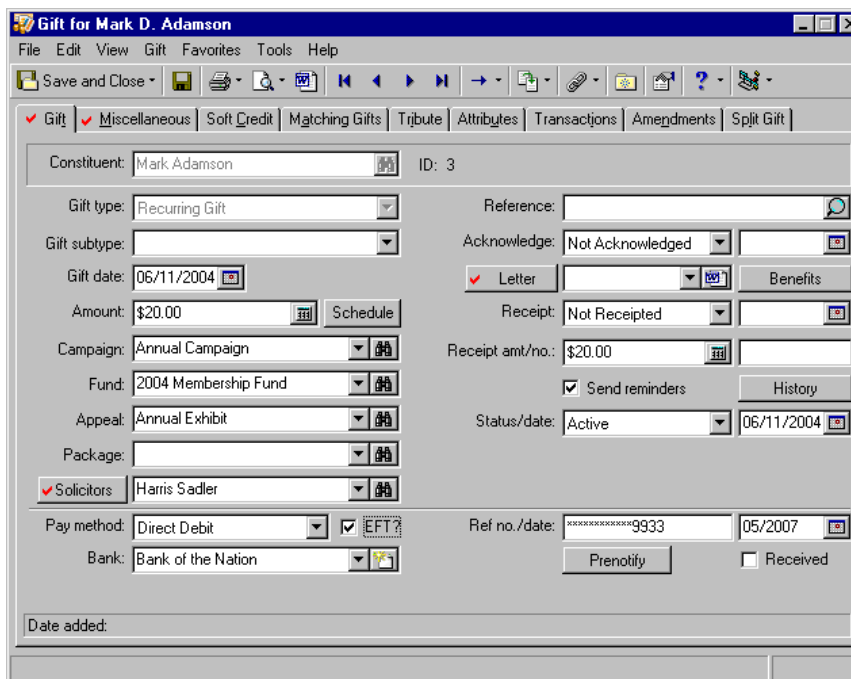 Gift for Mark D. Adamson
File Edit View Gift Favorites Tools Help
Save and Close
Gift Miscellaneous Soft Credit Matching Gifts Tribute Attributes Transactions Amendments Split Gift
Constituent: Mark Adamson ID: 3
Gift type: Recurring Gift Reference:
Gift subtype: Acknowledge: Not Acknowledged
Gift date: 06/11/2004 Letter Benefits
Amount: $20.00 Schedule Receipt: Not Receipted
Campaign: Annual Campaign Receipt amt/no.: $20.00
Fund: 2004 Membership Fund Send reminders History
Appeal: Annual Exhibit Status/date: Active 06/11/2004
Package:
Solicitors Harris Sadler
Pay method: Direct Debit EFT? Ref no./date: ************9933 05/2007
Bank: Bank of the Nation Prenotify Received
Date added: